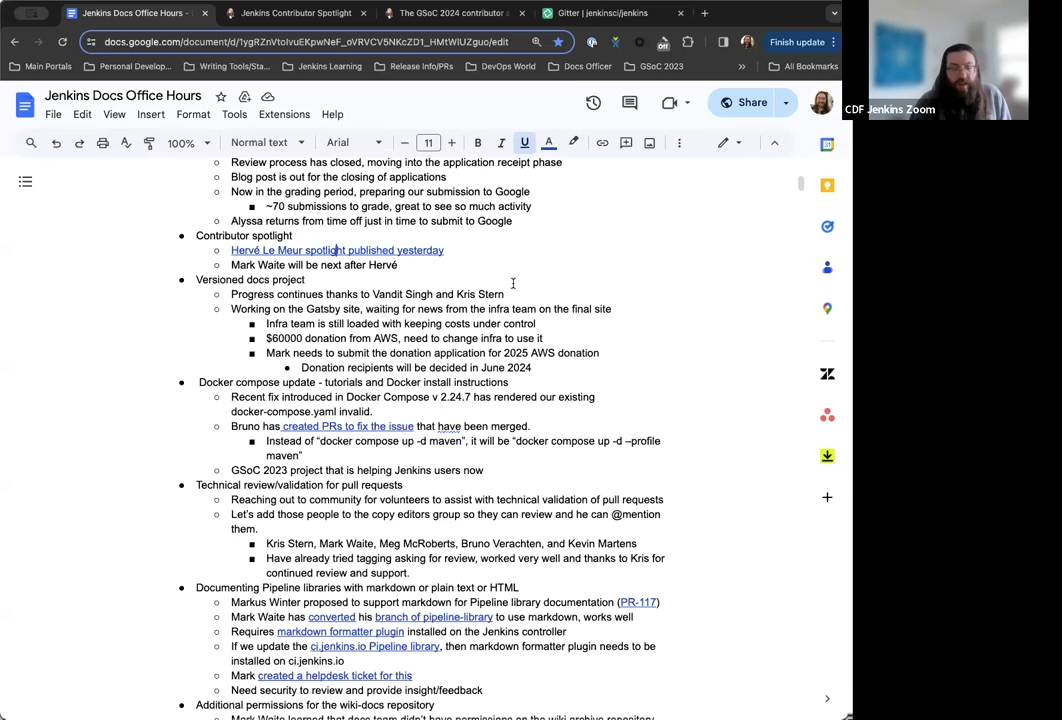 Jenkins Docs Office Hours -
Jenkins Contributor Spotlight
The GSoC 2024 contributor a
Gitter | jenkinsci/jenkins
docs.google.com/document/d/1ygRZnVtoIvuEKpwNeF_oVRVCV5NKcZD1_HMtWlUZguo/edit
Off
Finish update
Main Portals
Personal Develop...
Writing Tools/Sta...
Jenkins Learning
Release Info/PRs
DevOps World
Docs Officer
GSoC 2023
All Bookmarks
Jenkins Docs Office Hours
File Edit View Insert Format Tools Extensions Help
Share
CDF Jenkins Zoom
100%
Normal text
Arial
11
B I U A
31
Review process has closed, moving into the application receipt phase
Blog post is out for the closing of applications
Now in the grading period, preparing our submission to Google
~70 submissions to grade, great to see so much activity
Alyssa returns from time off just in time to submit to Google
Contributor spotlight
Hervé Le Meur spotlight published yesterday
Mark Waite will be next after Hervé
Versioned docs project
Progress continues thanks to Vandit Singh and Kris Stern
Working on the Gatsby site, waiting for news from the infra team on the final site
Infra team is still loaded with keeping costs under control
$60000 donation from AWS, need to change infra to use it
Mark needs to submit the donation application for 2025 AWS donation
Donation recipients will be decided in June 2024
Docker compose update - tutorials and Docker install instructions
Recent fix introduced in Docker Compose v 2.24.7 has rendered our existing
docker-compose.yaml invalid.
Bruno has created PRs to fix the issue that have been merged.
Instead of “docker compose up -d maven”, it will be “docker compose up -d –profile
maven”
GSoC 2023 project that is helping Jenkins users now
Technical review/validation for pull requests
Reaching out to community for volunteers to assist with technical validation of pull requests
Let’s add those people to the copy editors group so they can review and he can @mention
them.
Kris Stern, Mark Waite, Meg McRoberts, Bruno Verachten, and Kevin Martens
Have already tried tagging asking for review, worked very well and thanks to Kris for
continued review and support.
Documenting Pipeline libraries with markdown or plain text or HTML
Markus Winter proposed to support markdown for Pipeline library documentation (PR-117)
Mark Waite has converted his branch of pipeline-library to use markdown, works well
Requires markdown formatter plugin installed on the Jenkins controller
If we update the ci.jenkins.io Pipeline library, then markdown formatter plugin needs to be
installed on ci.jenkins.io
Mark created a helpdesk ticket for this
Need security to review and provide insight/feedback
Additional permissions for the wiki-docs repository
Mark Waite learned that docs team didn't have permissions on the wiki archive repository